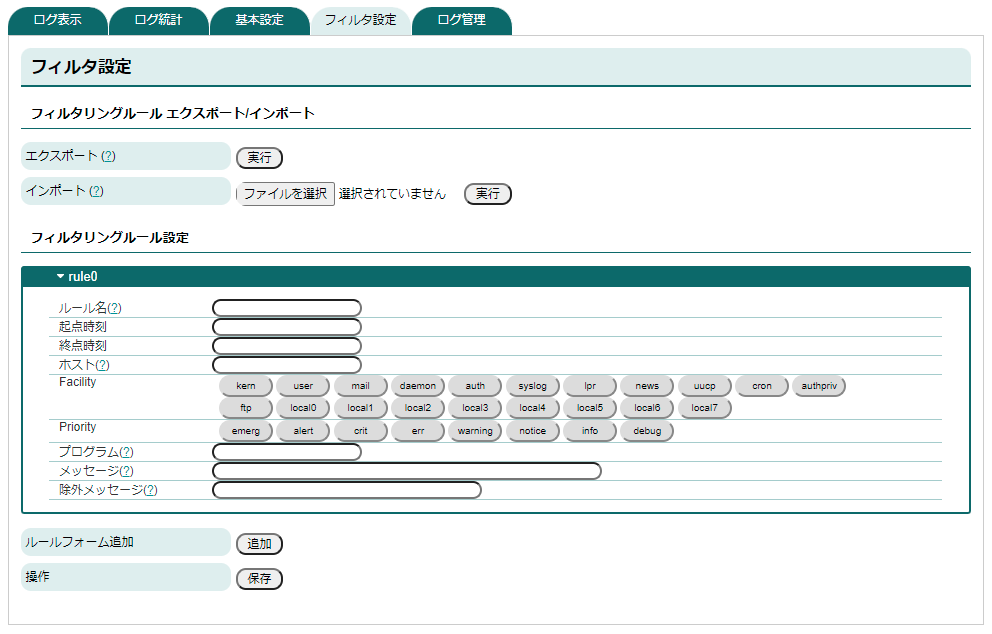 ログ表示 ログ統計 基本設定 フィルタ設定 ログ管理
フィルタ設定
フィルタリングルール エクスポート/インポート
エクスポート (?) 実行
インポート (?) ファイルを選択 選択されていません 実行
フィルタリングルール設定
rule0
ルール名(?)
起点時刻
終点時刻
ホスト(?)
Facility kern user mail daemon auth syslog lpr news uucp cron authpriv
ftp local0 local1 local2 local3 local4 local5 local6 local7
Priority emerg alert crit err warning notice info debug
プログラム(?)
メッセージ(?)
除外メッセージ(?)
ルールフォーム追加 追加
操作 保存